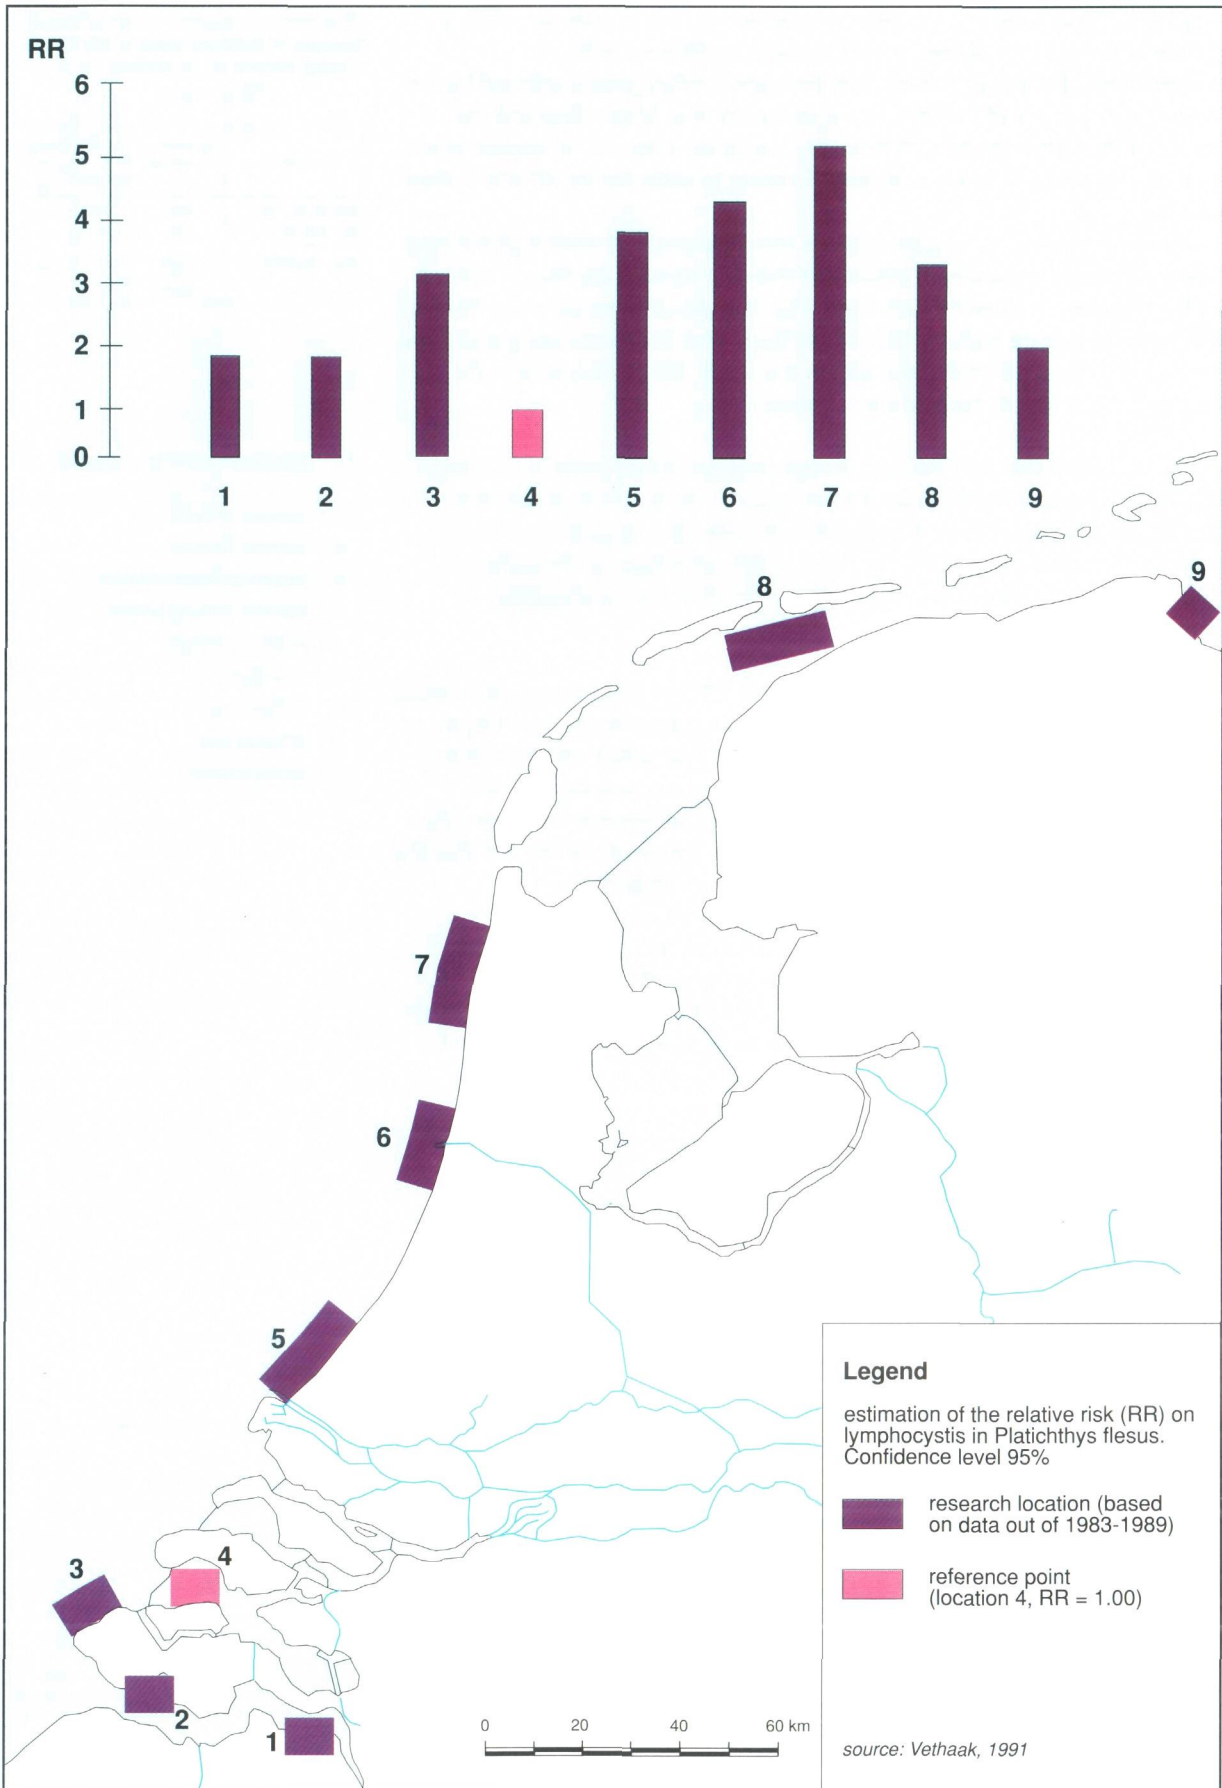 RR
6
5
4
3
2
1
0
1 2 3 4 5 6 7 8 9
8
9
7
6
5
4
3
2
1
Legend
estimation of the relative risk (RR) on
lymphocystis in Platichthys flesus.
Confidence level 95%
research location (based
on data out of 1983-1989)
reference point
(location 4, RR = 1.00)
0 20 40 60 km
source: Vethaak, 1991